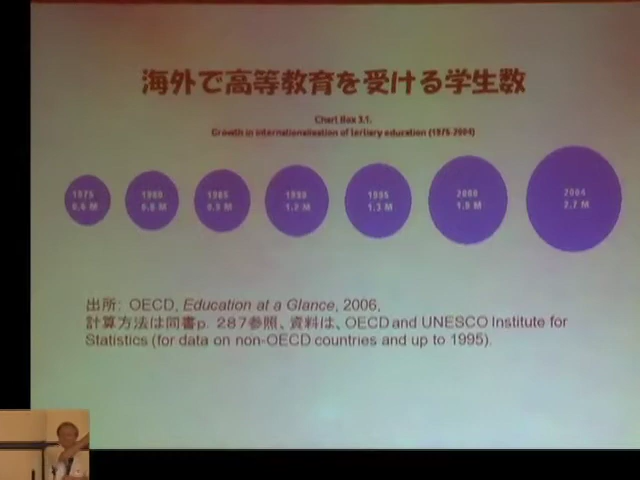 海外で高等教育を受ける学生数
Chart Box 3.1.
Growth in internationalisation of tertiary education (1975-2004)
1975
0.6 M
1980
0.8 M
1985
0.9 M
1990
1.2 M
1995
1.3 M
2000
1.9 M
2004
2.7 M
出所: OECD, Education at a Glance, 2006,
計算方法は同書p. 287参照、資料は、OECD and UNESCO Institute for
Statistics (for data on non-OECD countries and up to 1995).